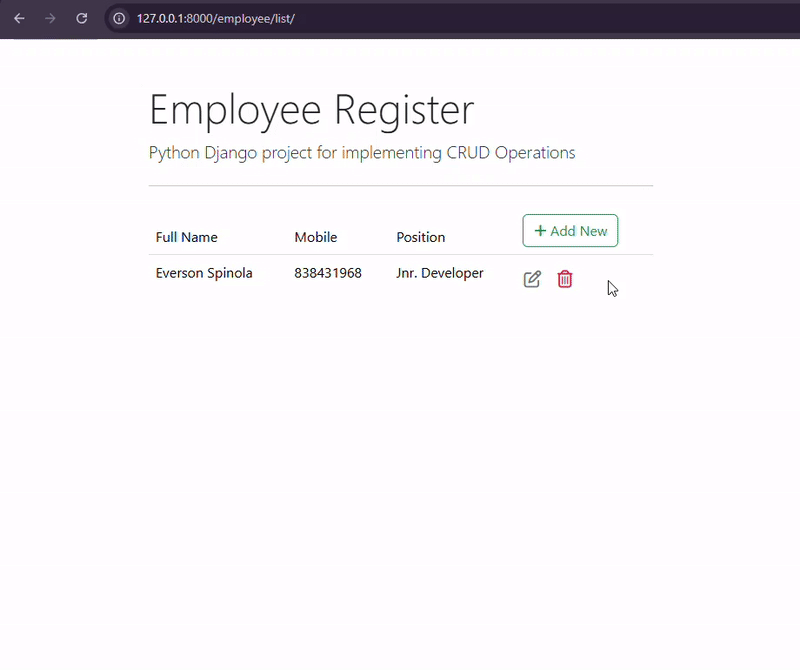 127.0.0.1:8000/employee/list/
Employee Register
Python Django project for implementing CRUD Operations
Full Name Mobile Position + Add New
Everson Spinola 838431968 Jnr. Developer